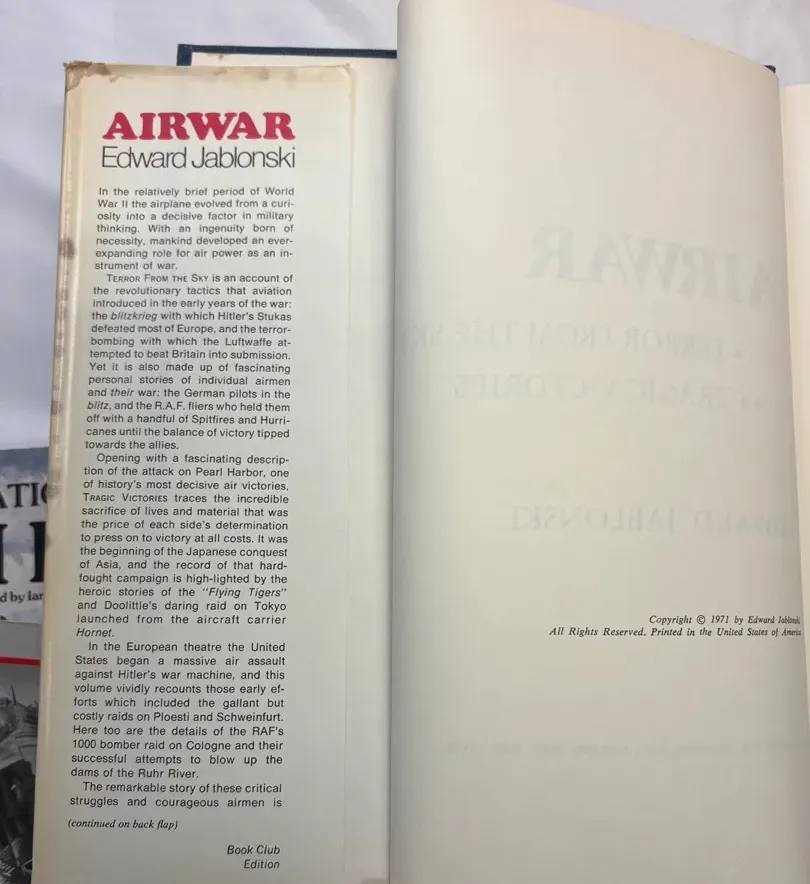 AIRWAR
Edward Jablonski
In the relatively brief period of World
War II the airplane evolved from a curi-
osity into a decisive factor in military
thinking. With an ingenuity born of
necessity, mankind developed an ever-
expanding role for air power as an in-
strument of war.
TERROR FROM THE SKY is an account of
the revolutionary tactics that aviation
introduced in the early years of the war:
the blitzkrieg with which Hitler's Stukas
defeated most of Europe, and the terror-
bombing with which the Luftwaffe at-
tempted to beat Britain into submission.
Yet it is also made up of fascinating
personal stories of individual airmen
and their war: the German pilots in the
blitz, and the R.A.F. fliers who held them
off with a handful of Spitfires and Hurri-
canes until the balance of victory tipped
towards the allies.
Opening with a fascinating descrip-
tion of the attack on Pearl Harbor, one
of history's most decisive air victories,
TRAGIC VICTORIES traces the incredible
sacrifice of lives and material that was
the price of each side's determination
to press on to victory at all costs. It was
the beginning of the Japanese conquest
of Asia, and the record of that hard-
fought campaign is high-lighted by the
heroic stories of the "Flying Tigers"
and Doolittle's daring raid on Tokyo
launched from the aircraft carrier
Hornet.
In the European theatre the United
States began a massive air assault
against Hitler's war machine, and this
volume vividly recounts those early ef-
forts which included the gallant but
costly raids on Ploesti and Schweinfurt.
Here too are the details of the RAF's
1000 bomber raid on Cologne and their
successful attempts to blow up the
dams of the Ruhr River.
The remarkable story of these critical
struggles and courageous airmen is
(continued on back flap)
Book Club
Edition
Copyright © 1971 by Edward Jablonski
All Rights Reserved. Printed in the United States of America
AIRWAR
TERROR FROM THE SKY
TRAGIC VICTORIES
EDWARD JABLONSKI
ATIO
d by Iar